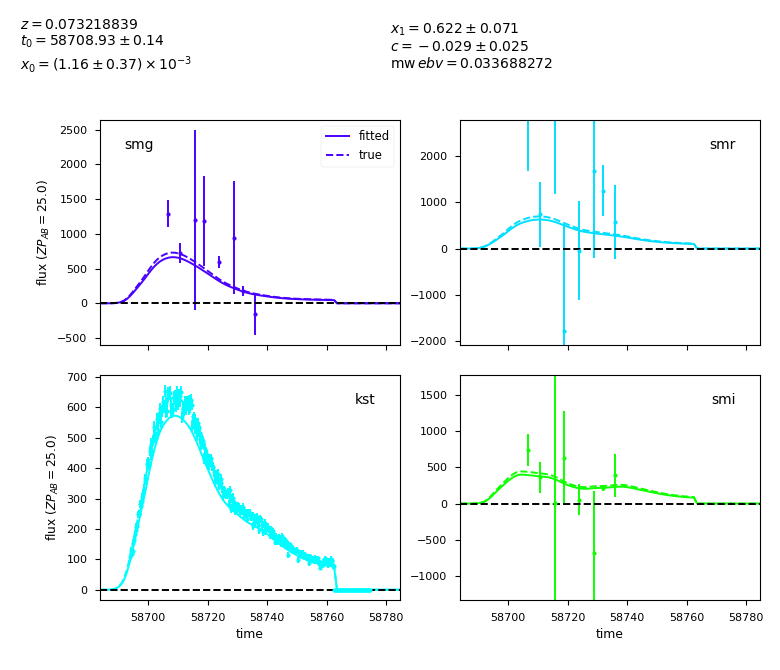 z = 0.073218839
t₀ = 58708.93 ± 0.14
x₀ = (1.16 ± 0.37) × 10⁻³
x₁ = 0.622 ± 0.071
c = −0.029 ± 0.025
mw ebv = 0.033688272
smg
fitted
true
flux (ZP_AB = 25.0)
2500
2000
1500
1000
500
0
−500
smr
2000
1000
0
−1000
−2000
kst
flux (ZP_AB = 25.0)
700
600
500
400
300
200
100
0
58700 58720 58740 58760 58780
time
smi
1500
1000
500
0
−500
−1000
58700 58720 58740 58760 58780
time